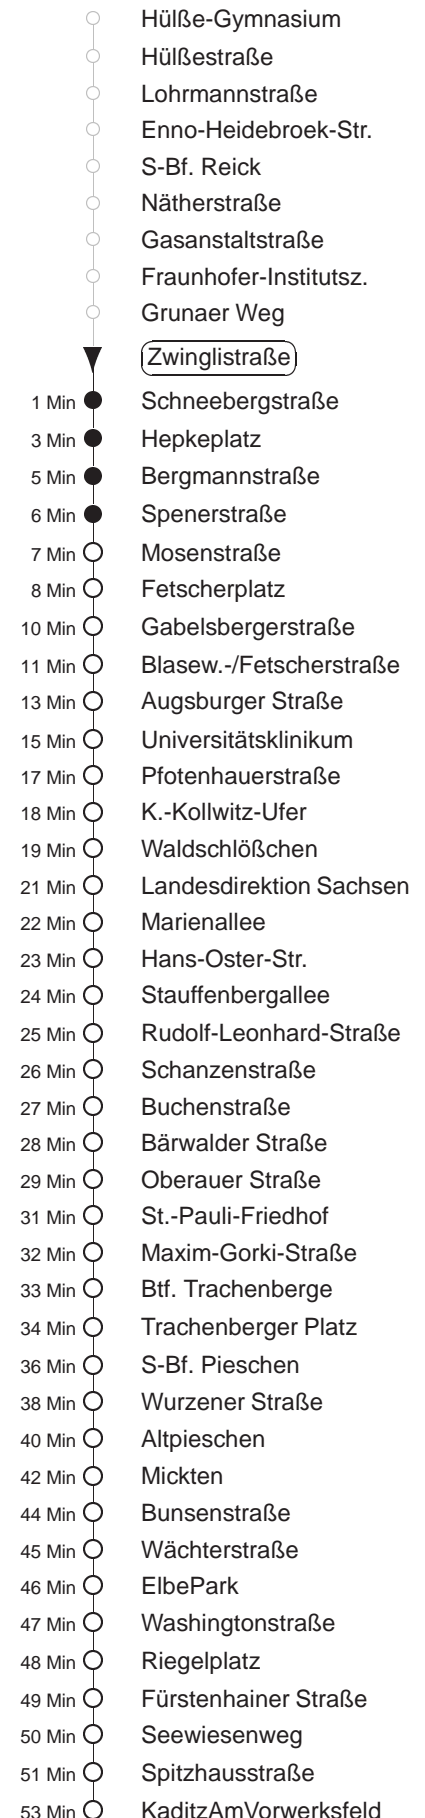 Hülße-Gymnasium
Hülßestraße
Lohrmannstraße
Enno-Heidebroek-Str.
S-Bf. Reick
Nätherstraße
Gasanstaltstraße
Fraunhofer-Institutsz.
Grunaer Weg
Zwinglistraße
1 Min Schneebergstraße
3 Min Hepkeplatz
5 Min Bergmannstraße
6 Min Spenerstraße
7 Min Mosenstraße
8 Min Fetscherplatz
10 Min Gabelsbergerstraße
11 Min Blasew.-/Fetscherstraße
13 Min Augsburger Straße
15 Min Universitätsklinikum
17 Min Pfotenhauerstraße
18 Min K.-Kollwitz-Ufer
19 Min Waldschlößchen
21 Min Landesdirektion Sachsen
22 Min Marienallee
23 Min Hans-Oster-Str.
24 Min Stauffenbergallee
25 Min Rudolf-Leonhard-Straße
26 Min Schanzenstraße
27 Min Buchenstraße
28 Min Bärwalder Straße
29 Min Oberauer Straße
31 Min St.-Pauli-Friedhof
32 Min Maxim-Gorki-Straße
33 Min Btf. Trachenberge
34 Min Trachenberger Platz
36 Min S-Bf. Pieschen
38 Min Wurzener Straße
40 Min Altpieschen
42 Min Mickten
44 Min Bunsenstraße
45 Min Wächterstraße
46 Min ElbePark
47 Min Washingtonstraße
48 Min Riegelplatz
49 Min Fürstenhainer Straße
50 Min Seewiesenweg
51 Min Spitzhausstraße
53 Min KaditzAmVorwerksfeld